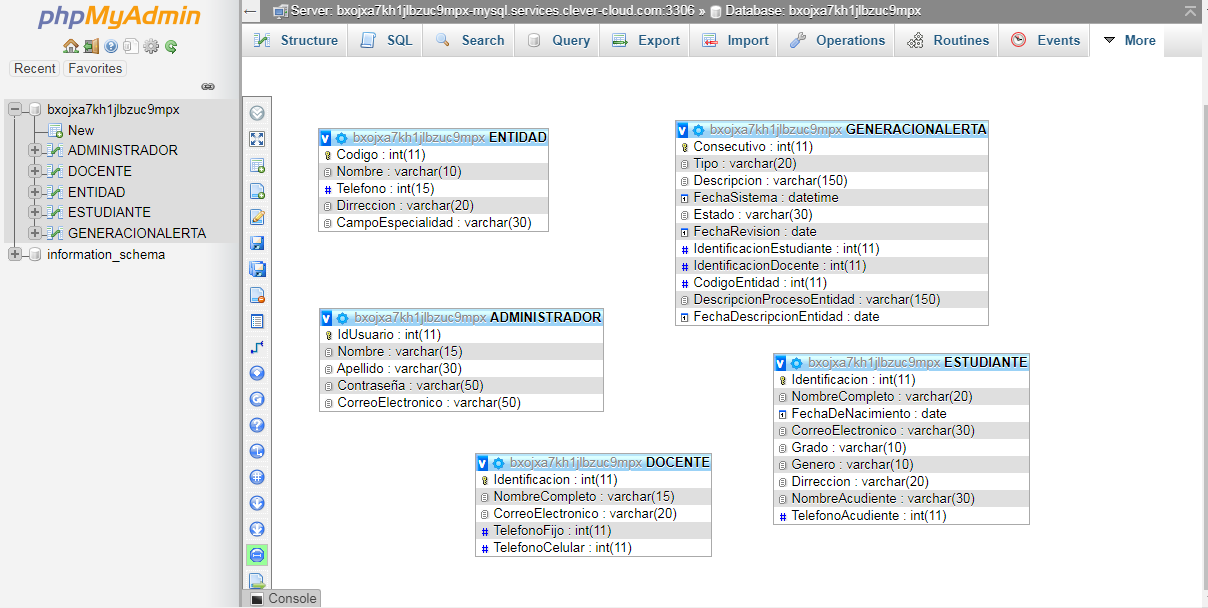 phpMyAdmin
Recent Favorites
bxojxa7kh1jlbzuc9mpx
New
ADMINISTRADOR
DOCENTE
ENTIDAD
ESTUDIANTE
GENERACIONALERTA
information_schema
Server: bxojxa7kh1jlbzuc9mpx-mysql.services.clever-cloud.com:3306 » Database: bxojxa7kh1jlbzuc9mpx
Structure SQL Search Query Export Import Operations Routines Events More
bxojxa7kh1jlbzuc9mpx ENTIDAD
Codigo : int(11)
Nombre : varchar(10)
Telefono : int(15)
Dirreccion : varchar(20)
CampoEspecialidad : varchar(30)
bxojxa7kh1jlbzuc9mpx GENERACIONALERTA
Consecutivo : int(11)
Tipo : varchar(20)
Descripcion : varchar(150)
FechaSistema : datetime
Estado : varchar(30)
FechaRevision : date
IdentificacionEstudiante : int(11)
IdentificacionDocente : int(11)
CodigoEntidad : int(11)
DescripcionProcesoEntidad : varchar(150)
FechaDescripcionEntidad : date
bxojxa7kh1jlbzuc9mpx ADMINISTRADOR
IdUsuario : int(11)
Nombre : varchar(15)
Apellido : varchar(30)
Contraseña : varchar(50)
CorreoElectronico : varchar(50)
bxojxa7kh1jlbzuc9mpx ESTUDIANTE
Identificacion : int(11)
NombreCompleto : varchar(20)
FechaDeNacimiento : date
CorreoElectronico : varchar(30)
Grado : varchar(10)
Genero : varchar(10)
Dirreccion : varchar(20)
NombreAcudiente : varchar(30)
TelefonoAcudiente : int(11)
bxojxa7kh1jlbzuc9mpx DOCENTE
Identificacion : int(11)
NombreCompleto : varchar(15)
CorreoElectronico : varchar(20)
TelefonoFijo : int(11)
TelefonoCelular : int(11)
Console